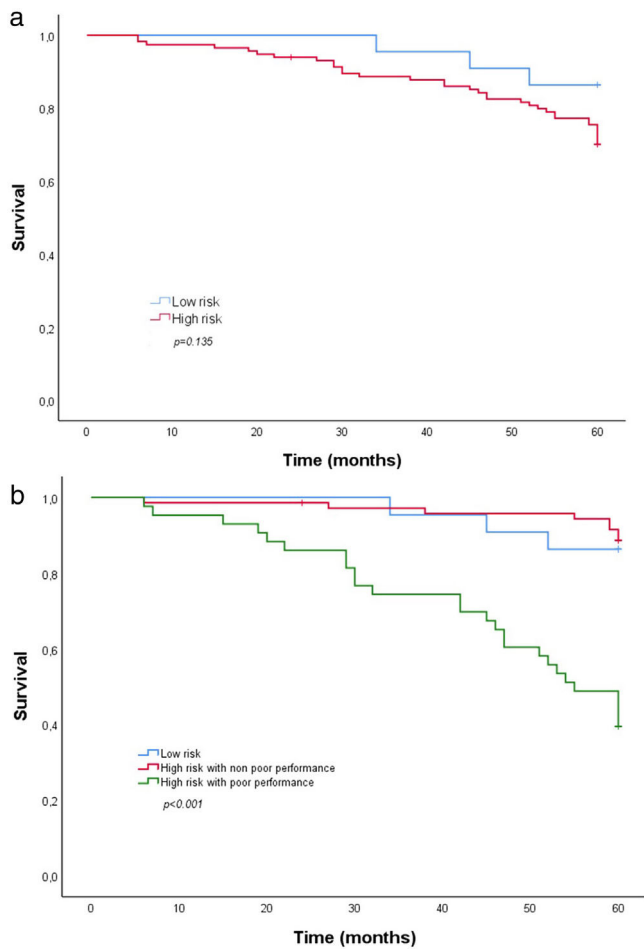 a
1,0
0,8
0,6
0,4
0,2
0,0
Survival
Low risk
High risk
p=0.135
0 10 20 30 40 50 60
Time (months)
b
1,0
0,8
0,6
0,4
0,2
0,0
Survival
Low risk
High risk with non poor performance
High risk with poor performance
p<0.001
0 10 20 30 40 50 60
Time (months)